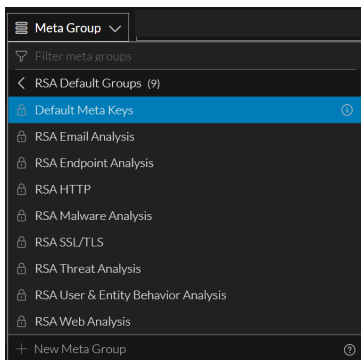 Meta Group
Filter meta groups
RSA Default Groups (9)
Default Meta Keys
RSA Email Analysis
RSA Endpoint Analysis
RSA HTTP
RSA Malware Analysis
RSA SSL/TLS
RSA Threat Analysis
RSA User & Entity Behavior Analysis
RSA Web Analysis
New Meta Group